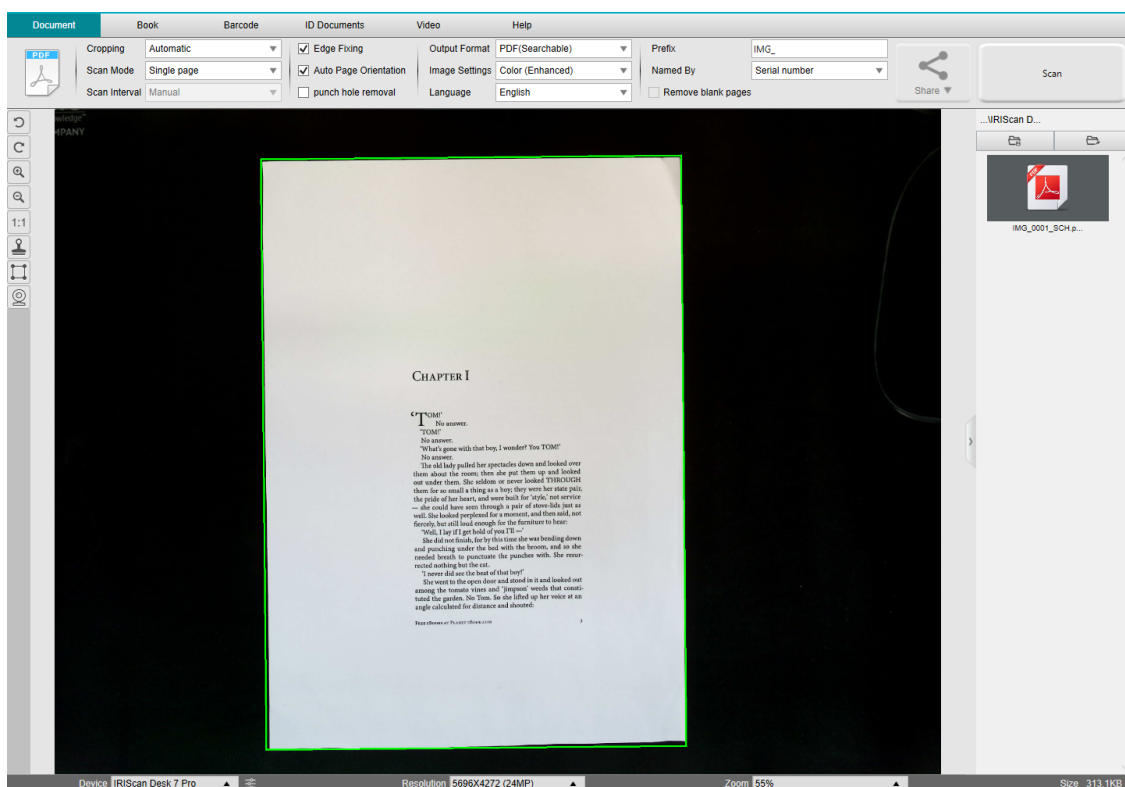 Document Book Barcode ID Documents Video Help
PDF
Cropping Automatic Edge Fixing Output Format PDF(Searchable) Prefix IMG_
Scan Mode Single page Auto Page Orientation Image Settings Color (Enhanced) Named By Serial number
Scan Interval Manual punch hole removal Language English Remove blank pages
Share
Scan
1:1
...\IRIScan D...
PDF
IMG_0001_SCH.p...
CHAPTER I
‘TOM!’
No answer.
‘TOM!’
No answer.
‘What’s gone with that boy, I wonder? You TOM!’
No answer.
The old lady pulled her spectacles down and looked over
them about the room; then she put them up and looked
out under them. She seldom or never looked THROUGH
them for so small a thing as a boy; they were her state pair,
the pride of her heart, and were built for ‘style,’ not service
— she could have seen through a pair of stove-lids just as
well. She looked perplexed for a moment, and then said, not
fiercely, but still loud enough for the furniture to hear:
‘Well, I lay if I get hold of you I’ll —’
She did not finish, for by this time she was bending down
and punching under the bed with the broom, and so she
needed breath to punctuate the punches with. She resur-
rected nothing but the cat.
‘I never did see the beat of that boy!’
She went to the open door and stood in it and looked out
among the tomato vines and ‘jimpson’ weeds that consti-
tuted the garden. No Tom. So she lifted up her voice at an
angle calculated for distance and shouted:
FREE EBOOKS AT PLANET EBOOK.COM 3
Device IRIScan Desk 7 Pro Resolution 5696X4272 (24MP) Zoom 55% Size 313.1KB